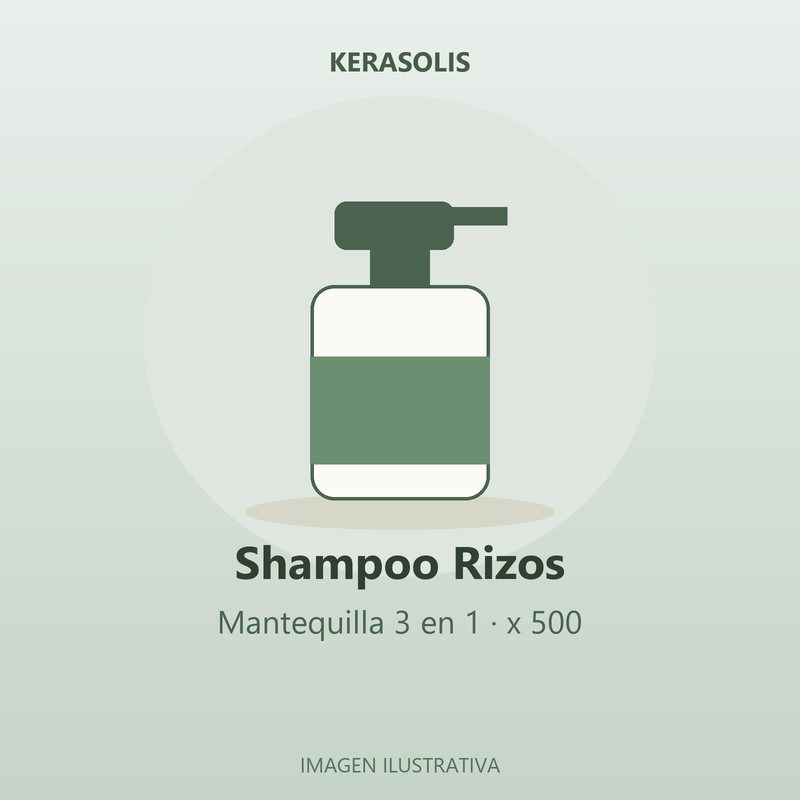 KERASOLIS
Shampoo Rizos
Mantequilla 3 en 1 · x 500
IMAGEN ILUSTRATIVA